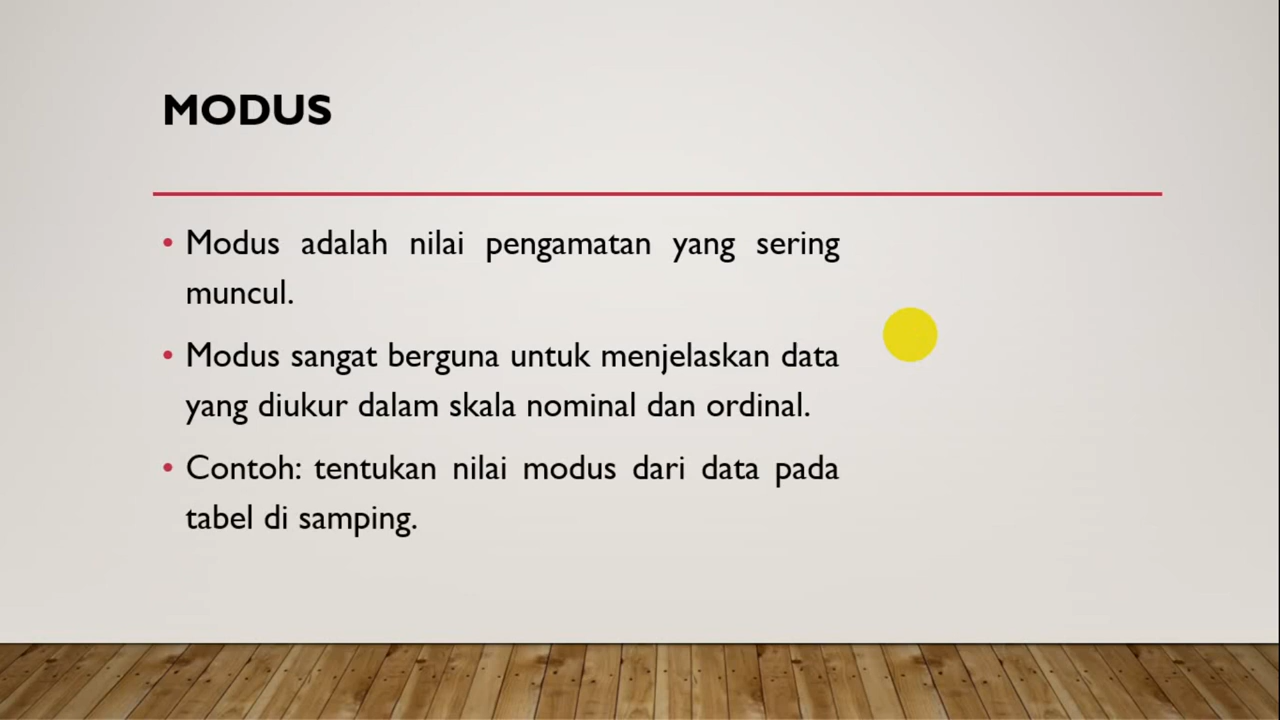 MODUS
• Modus adalah nilai pengamatan yang sering
muncul.
• Modus sangat berguna untuk menjelaskan data
yang diukur dalam skala nominal dan ordinal.
• Contoh: tentukan nilai modus dari data pada
tabel di samping.